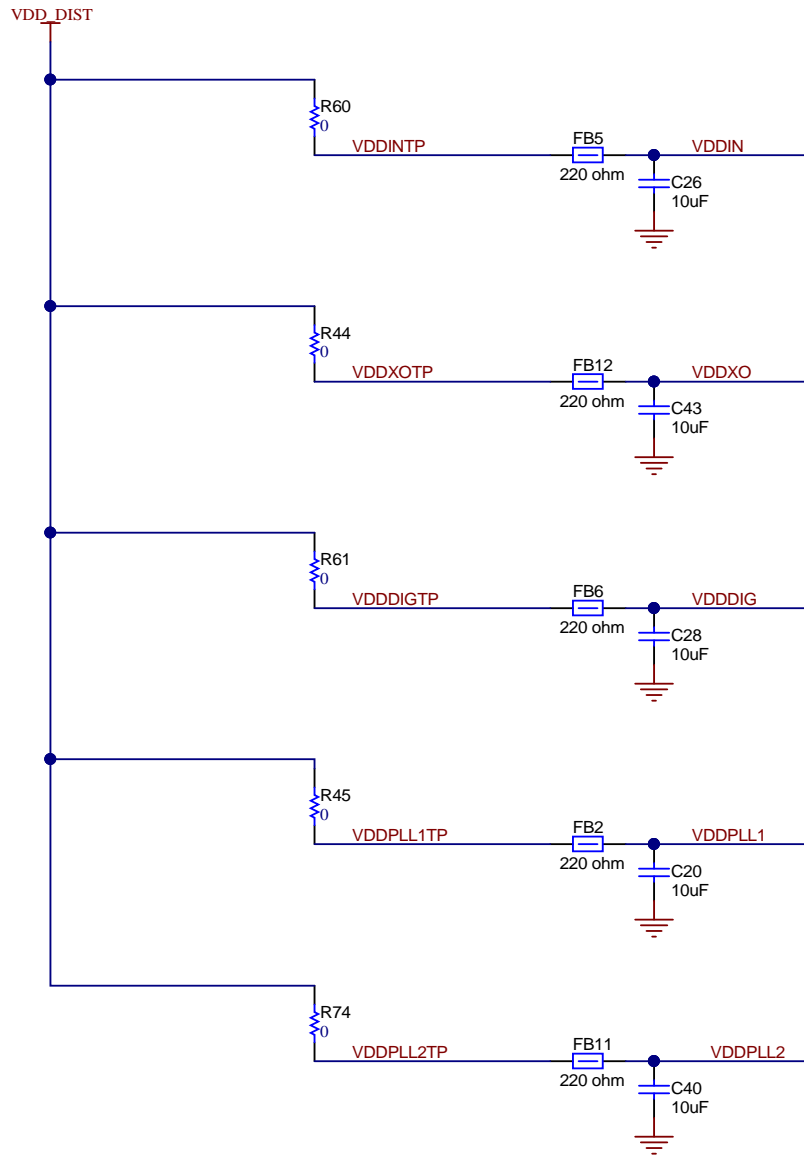 VDD_DIST
R60
0
VDDINTP
FB5
220 ohm
VDDIN
C26
10uF
R44
0
VDDXOTP
FB12
220 ohm
VDDXO
C43
10uF
R61
0
VDDDIGTP
FB6
220 ohm
VDDDIG
C28
10uF
R45
0
VDDPLL1TP
FB2
220 ohm
VDDPLL1
C20
10uF
R74
0
VDDPLL2TP
FB11
220 ohm
VDDPLL2
C40
10uF